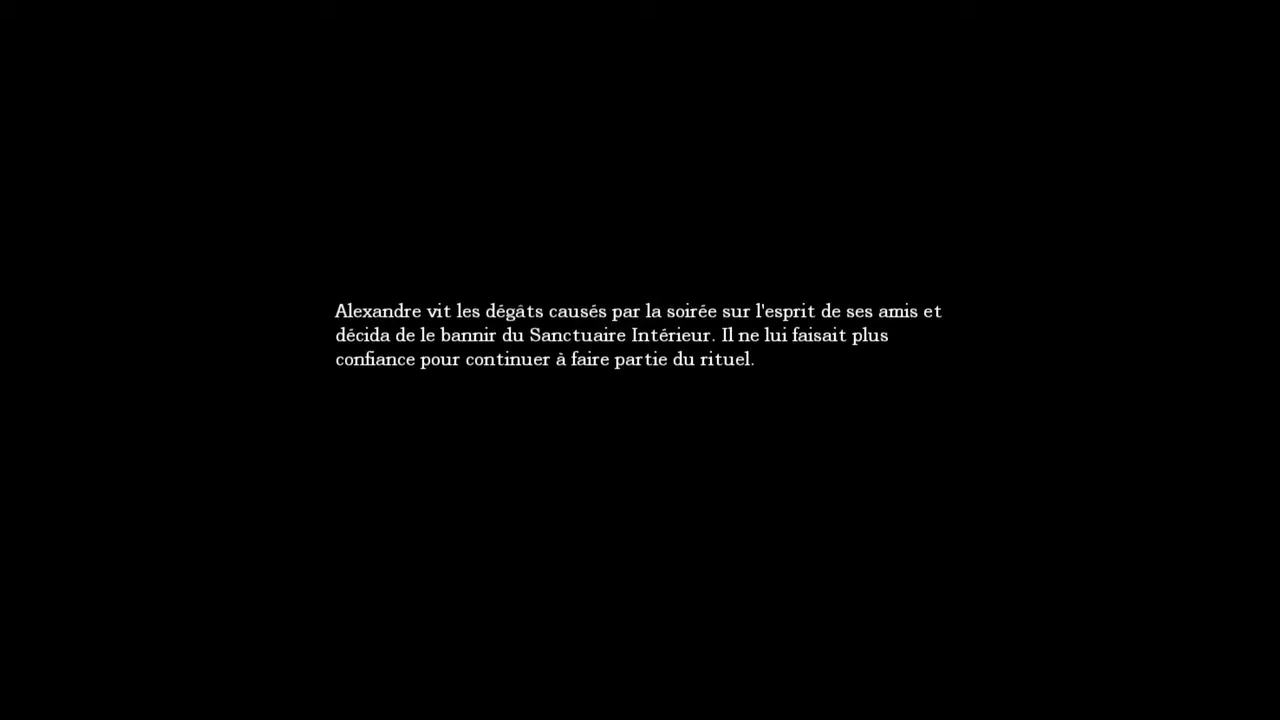 Alexandre vit les dégâts causés par la soirée sur l'esprit de ses amis et
décida de le bannir du Sanctuaire Intérieur. Il ne lui faisait plus
confiance pour continuer à faire partie du rituel.